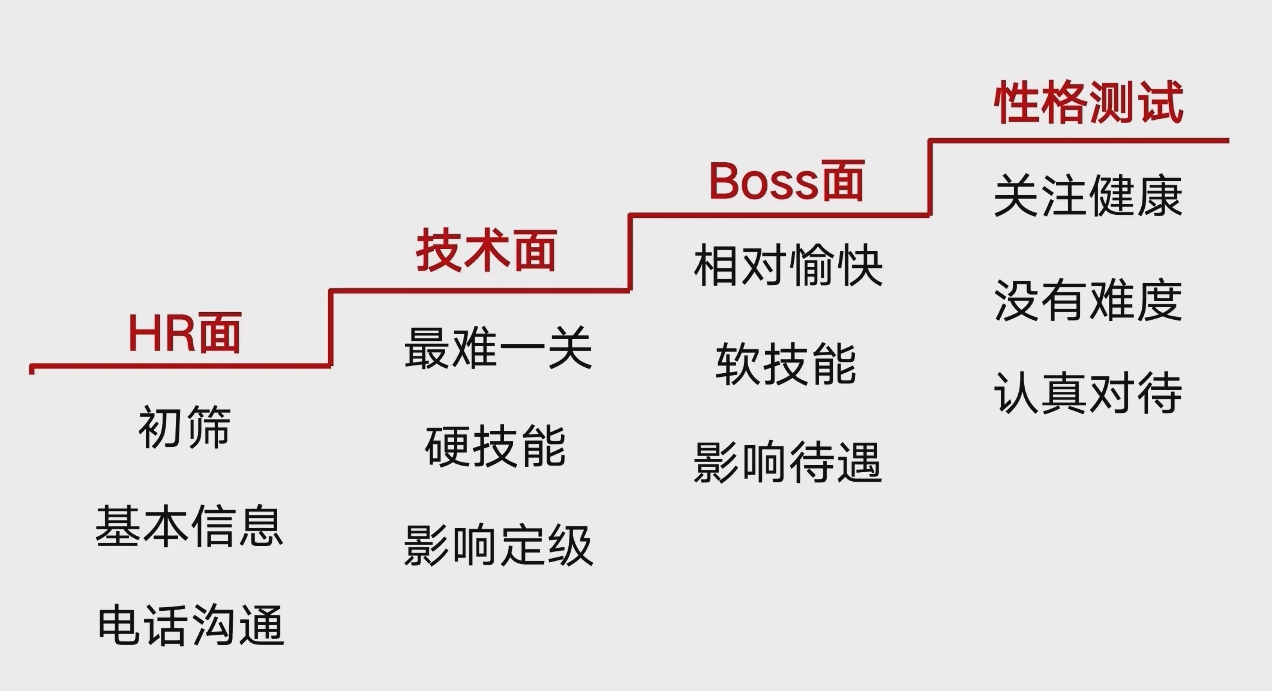 HR面
初筛
基本信息
电话沟通
技术面
最难一关
硬技能
影响定级
Boss面
相对愉快
软技能
影响待遇
性格测试
关注健康
没有难度
认真对待